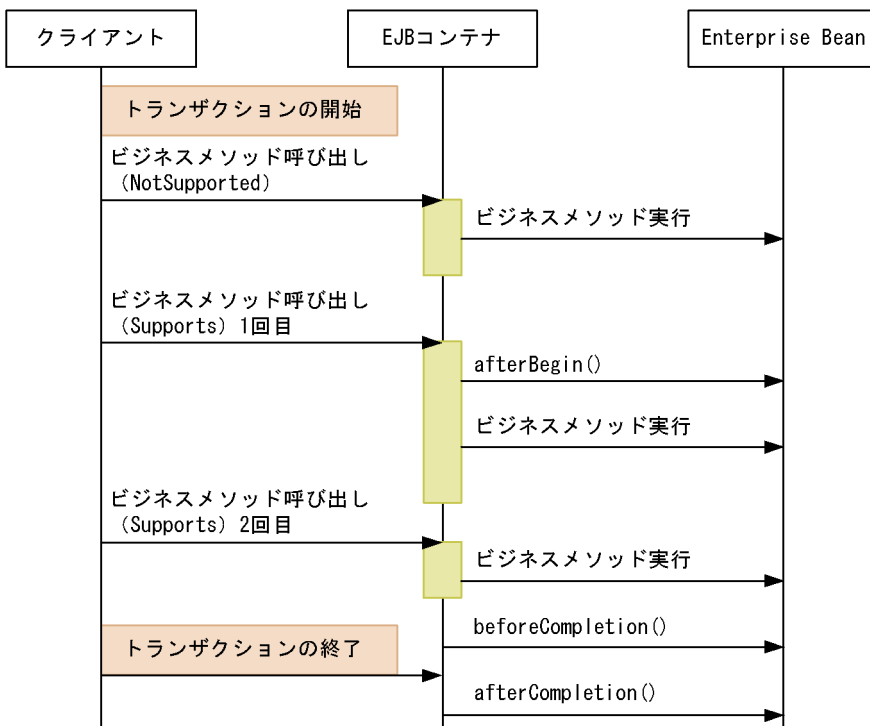 クライアント
EJBコンテナ
Enterprise Bean
トランザクションの開始
ビジネスメソッド呼び出し
（NotSupported）
ビジネスメソッド実行
ビジネスメソッド呼び出し
（Supports）1回目
afterBegin()
ビジネスメソッド実行
ビジネスメソッド呼び出し
（Supports）2回目
ビジネスメソッド実行
beforeCompletion()
トランザクションの終了
afterCompletion()